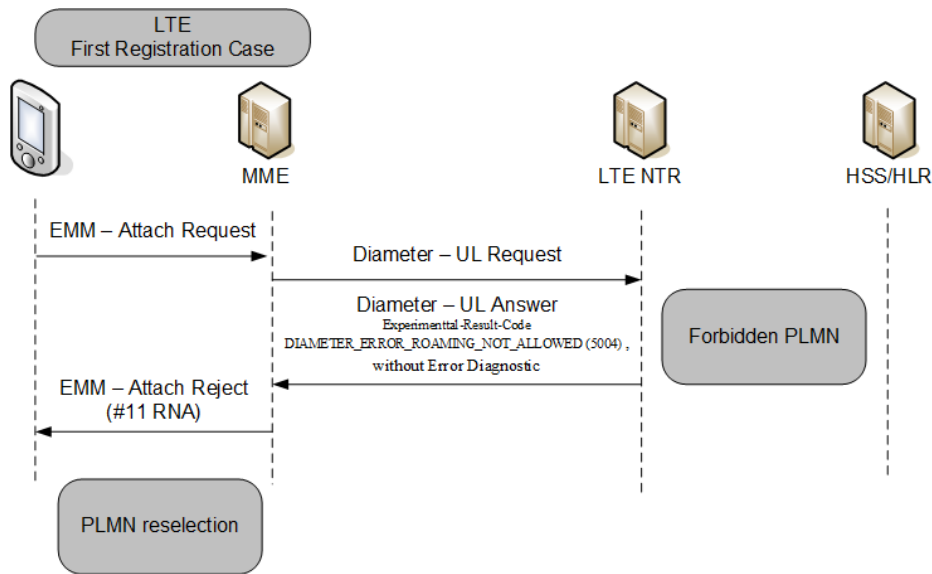 LTE
First Registration Case
MME
LTE NTR
HSS/HLR
EMM – Attach Request
Diameter – UL Request
Diameter – UL Answer
Experimenttal-Result-Code
DIAMETER_ERROR_ROAMING_NOT_ALLOWED (5004) ,
without Error Diagnostic
Forbidden PLMN
EMM – Attach Reject
(#11 RNA)
PLMN reselection